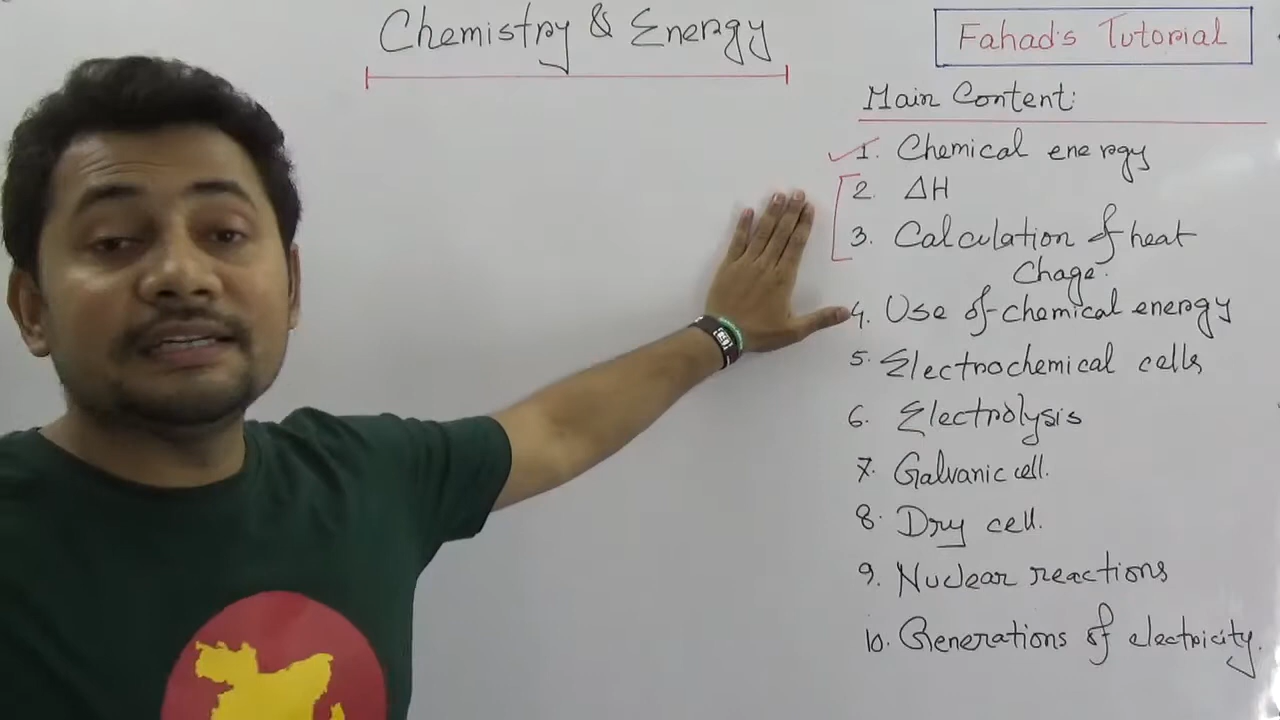 Chemistry & Energy
Fahad's Tutorial
Main Content:
1. Chemical energy
2. ΔH
3. Calculation of heat
Chage.
4. Use of chemical energy
5. Electrochemical cells
6. Electrolysis
7. Galvanic cell.
8. Dry cell.
9. Nuclear reactions
10. Generations of electricity.